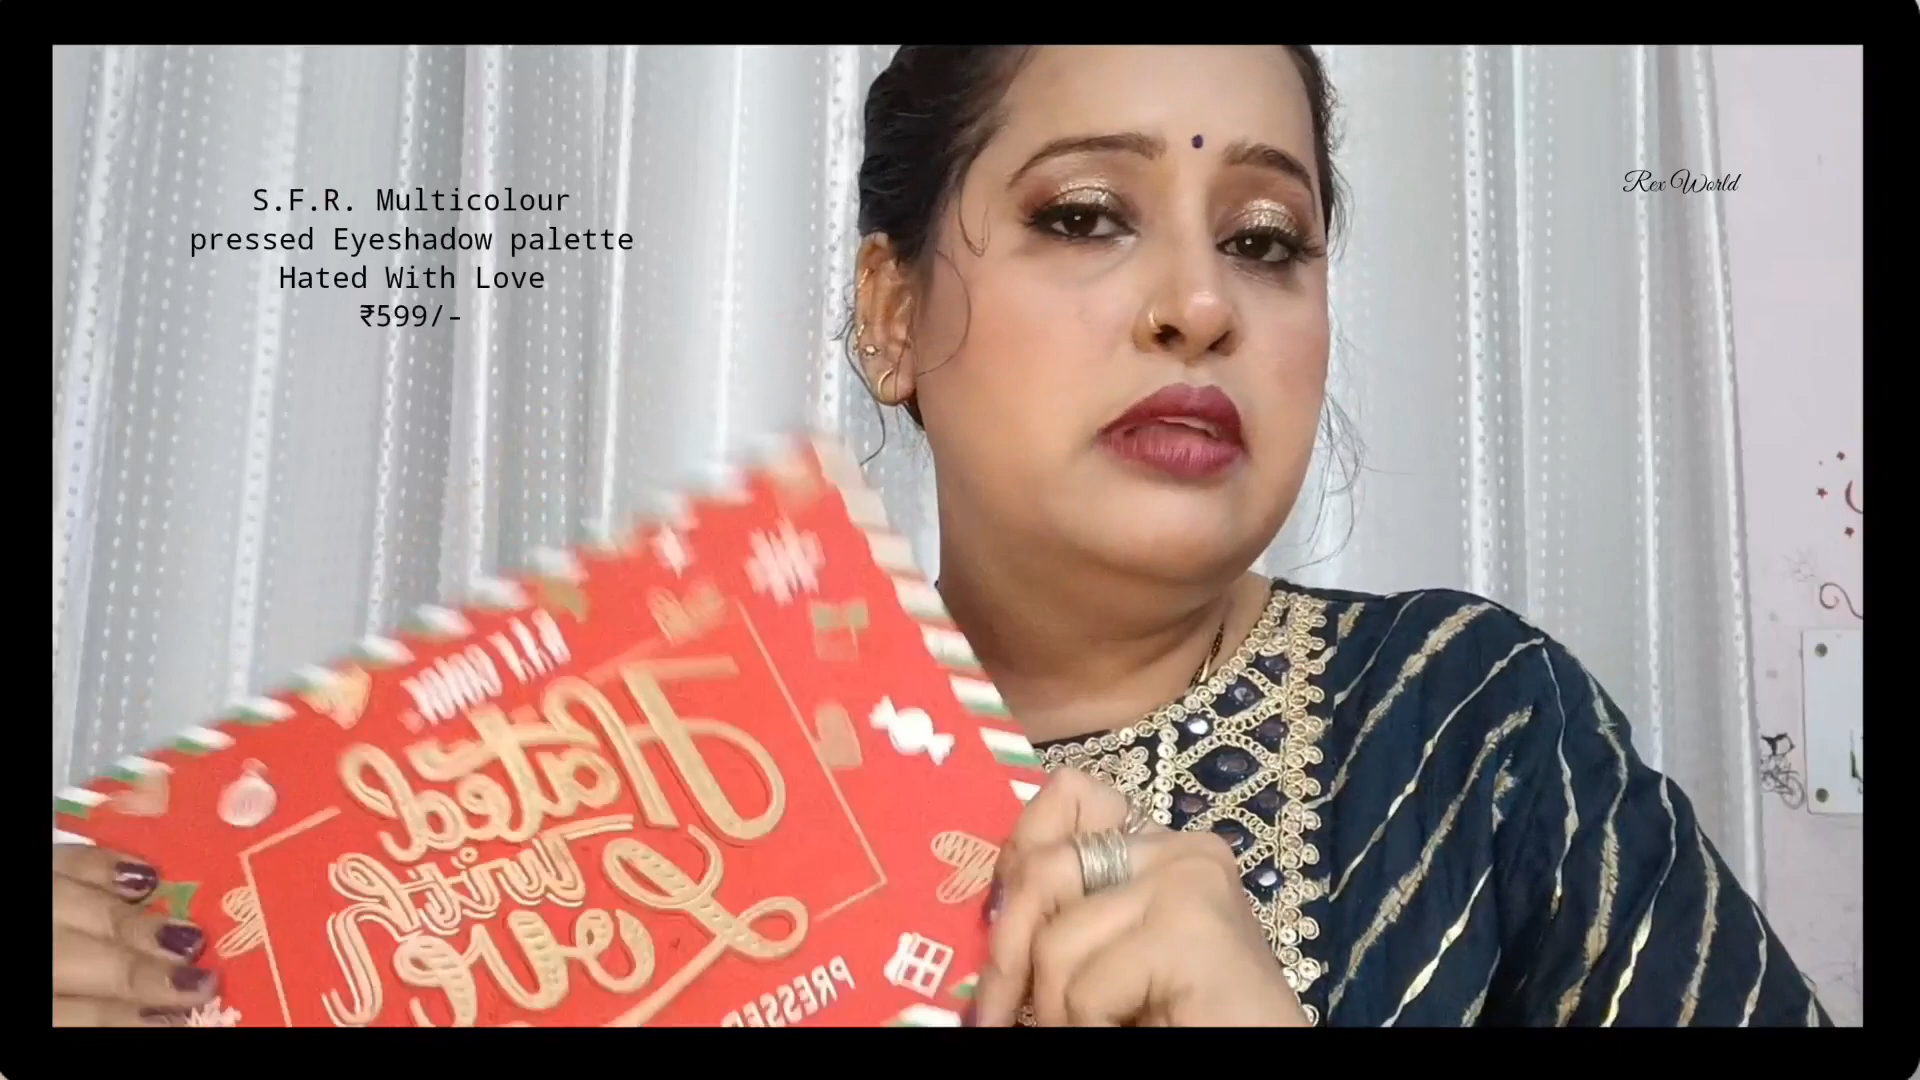 S.F.R. Multicolour
pressed Eyeshadow palette
Hated With Love
₹599/-
Rex World
Hated
with
Love